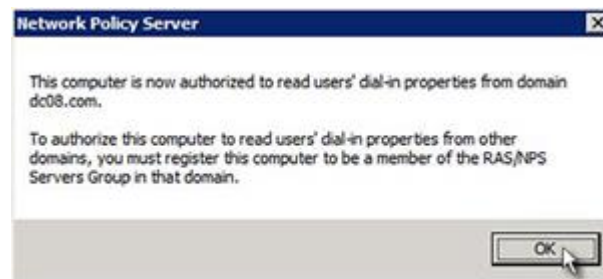 Network Policy Server
This computer is now authorized to read users' dial-in properties from domain
dc08.com.
To authorize this computer to read users' dial-in properties from other
domains, you must register this computer to be a member of the RAS/NPS
Servers Group in that domain.
OK